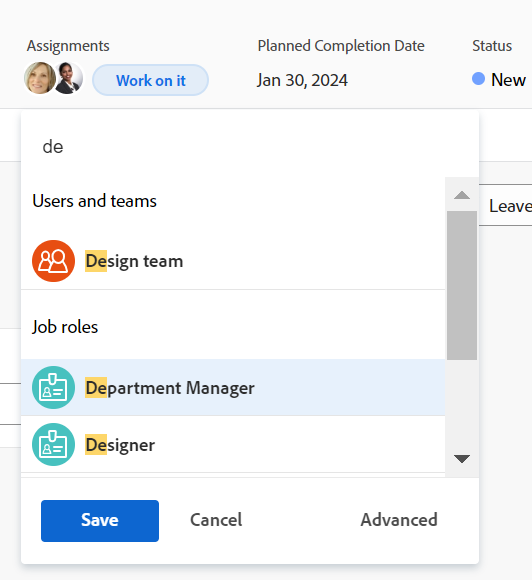 Assignments
Planned Completion Date
Status
Work on it
Jan 30, 2024
New
de
Users and teams
Leave
Design team
Job roles
Department Manager
Designer
Save
Cancel
Advanced